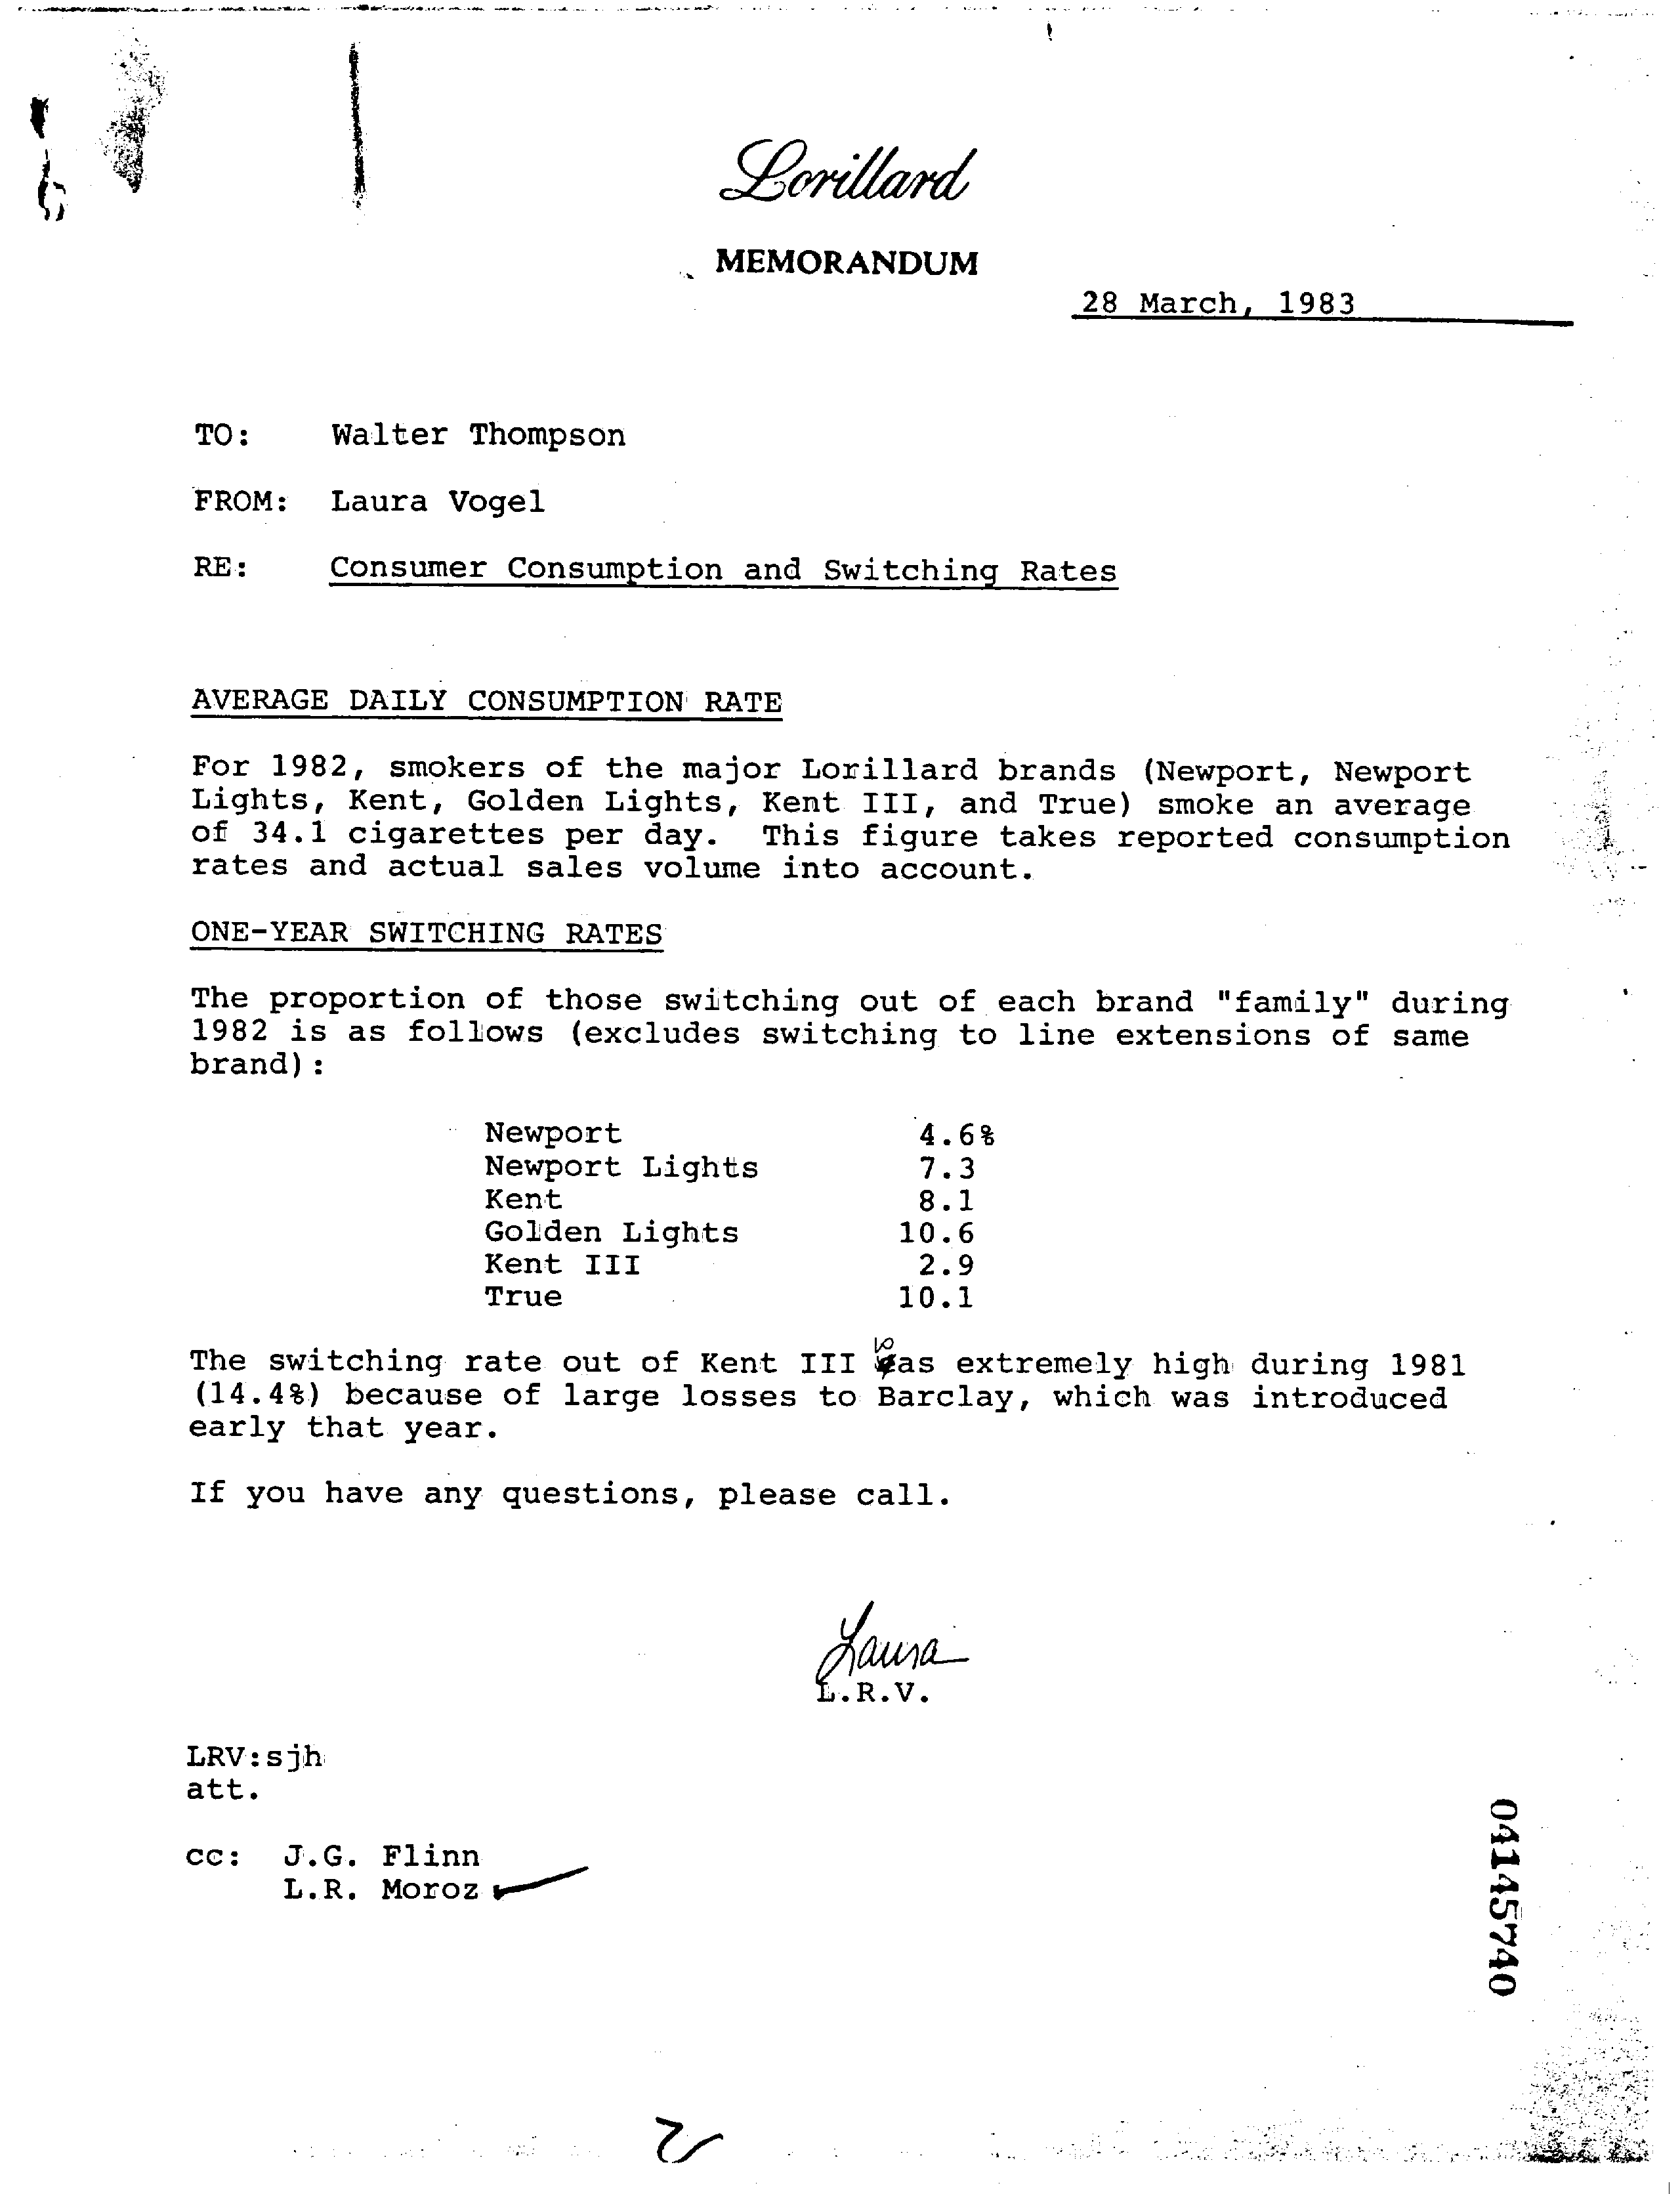 Lorillard
MEMORANDUM
28 March, 1983
TO: Walter Thompson
FROM: Laura Vogel
RE: Consumer Consumption and Switching Rates
AVERAGE DAILY CONSUMPTION RATE
For 1982, smokers of the major Lorillard brands (Newport, Newport
Lights, Kent, Golden Lights, Kent III, and True) smoke an average
of 34.1 cigarettes per day. This figure takes reported consumption
rates and actual sales volume into account.
ONE-YEAR SWITCHING RATES
The proportion of those switching out of each brand "family" during
1982 is as follows (excludes switching to line extensions of same
brand):
Newport 4.6%
Newport Lights 7.3
Kent 8.1
Golden Lights 10.6
Kent III 2.9
True 10.1
The switching rate out of Kent III was extremely high during 1981
(14.4%) because of large losses to Barclay, which was introduced
early that year.
If you have any questions, please call.
Laura
L.R.V.
LRV:sjh
att.
cc: J.G. Flinn
L.R. Moroz
04145740